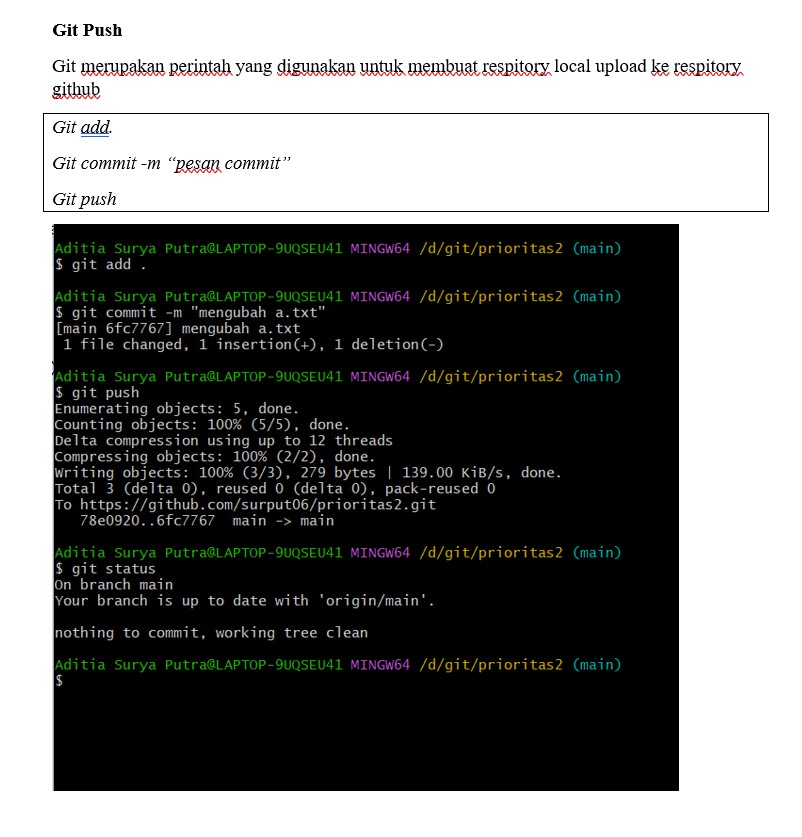 Git Push
Git merupakan perintah yang digunakan untuk membuat respitory local upload ke respitory
github
Git add.
Git commit -m “pesan commit”
Git push
Aditia Surya Putra@LAPTOP-9UQSEU41 MINGW64 /d/git/prioritas2 (main)
$ git add .
Aditia Surya Putra@LAPTOP-9UQSEU41 MINGW64 /d/git/prioritas2 (main)
$ git commit -m "mengubah a.txt"
[main 6fc7767] mengubah a.txt
1 file changed, 1 insertion(+), 1 deletion(-)
Aditia Surya Putra@LAPTOP-9UQSEU41 MINGW64 /d/git/prioritas2 (main)
$ git push
Enumerating objects: 5, done.
Counting objects: 100% (5/5), done.
Delta compression using up to 12 threads
Compressing objects: 100% (2/2), done.
Writing objects: 100% (3/3), 279 bytes | 139.00 KiB/s, done.
Total 3 (delta 0), reused 0 (delta 0), pack-reused 0
To https://github.com/surput06/prioritas2.git
78e0920..6fc7767  main -> main
Aditia Surya Putra@LAPTOP-9UQSEU41 MINGW64 /d/git/prioritas2 (main)
$ git status
On branch main
Your branch is up to date with 'origin/main'.
nothing to commit, working tree clean
Aditia Surya Putra@LAPTOP-9UQSEU41 MINGW64 /d/git/prioritas2 (main)
$